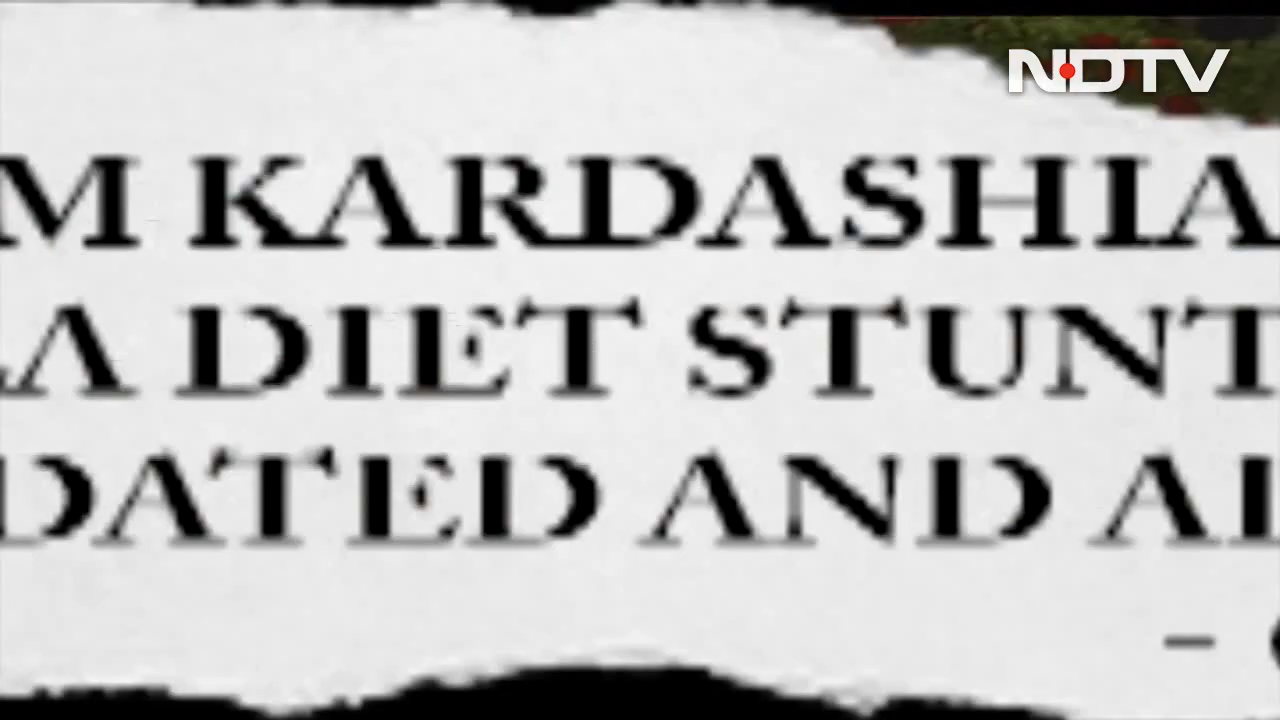 NDTV
M KARDASHIA
A DIET STUNT
DATED AND A
–